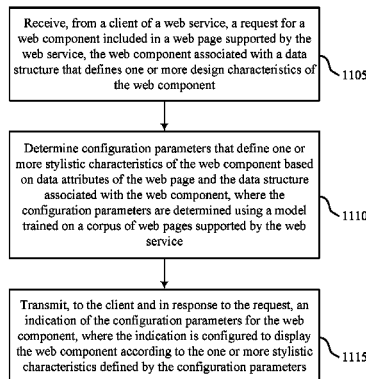 Receive, from a client of a web service, a request for a
web component included in a web page supported by
the web service, the web component associated with a data
structure that defines one or more design characteristics of
the web component
1105
Determine configuration parameters that define one or
more stylistic characteristics of the web component based
on data attributes of the web page and the data structure
associated with the web component, where the
configuration parameters are determined using a model
trained on a corpus of web pages supported by the web
service
1110
Transmit, to the client and in response to the request, an
indication of the configuration parameters for the web
component, where the indication is configured to display
the web component according to the one or more stylistic
characteristics defined by the configuration parameters
1115